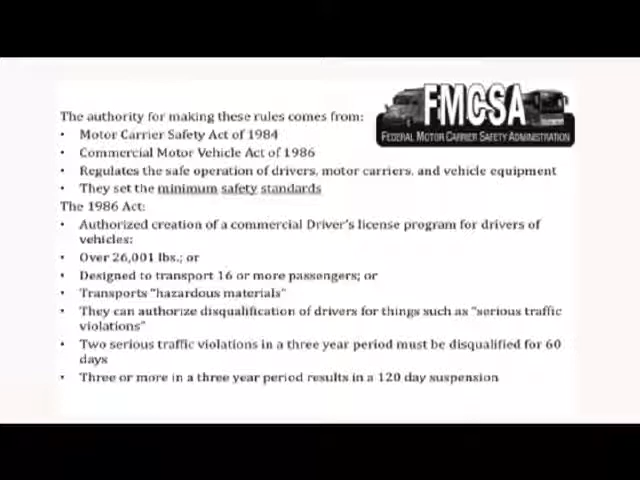 FMCSA
FEDERAL MOTOR CARRIER SAFETY ADMINISTRATION
The authority for making these rules comes from:
• Motor Carrier Safety Act of 1984
• Commercial Motor Vehicle Act of 1986
• Regulates the safe operation of drivers, motor carriers, and vehicle equipment
• They set the minimum safety standards
The 1986 Act:
• Authorized creation of a commercial Driver's license program for drivers of
vehicles:
• Over 26,001 lbs.; or
• Designed to transport 16 or more passengers; or
• Transports "hazardous materials"
• They can authorize disqualification of drivers for things such as "serious traffic
violations"
• Two serious traffic violations in a three year period must be disqualified for 60
days
• Three or more in a three year period results in a 120 day suspension